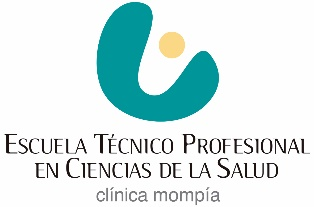 ESCUELA TÉCNICO PROFESIONAL
EN CIENCIAS DE LA SALUD
clínica mompía